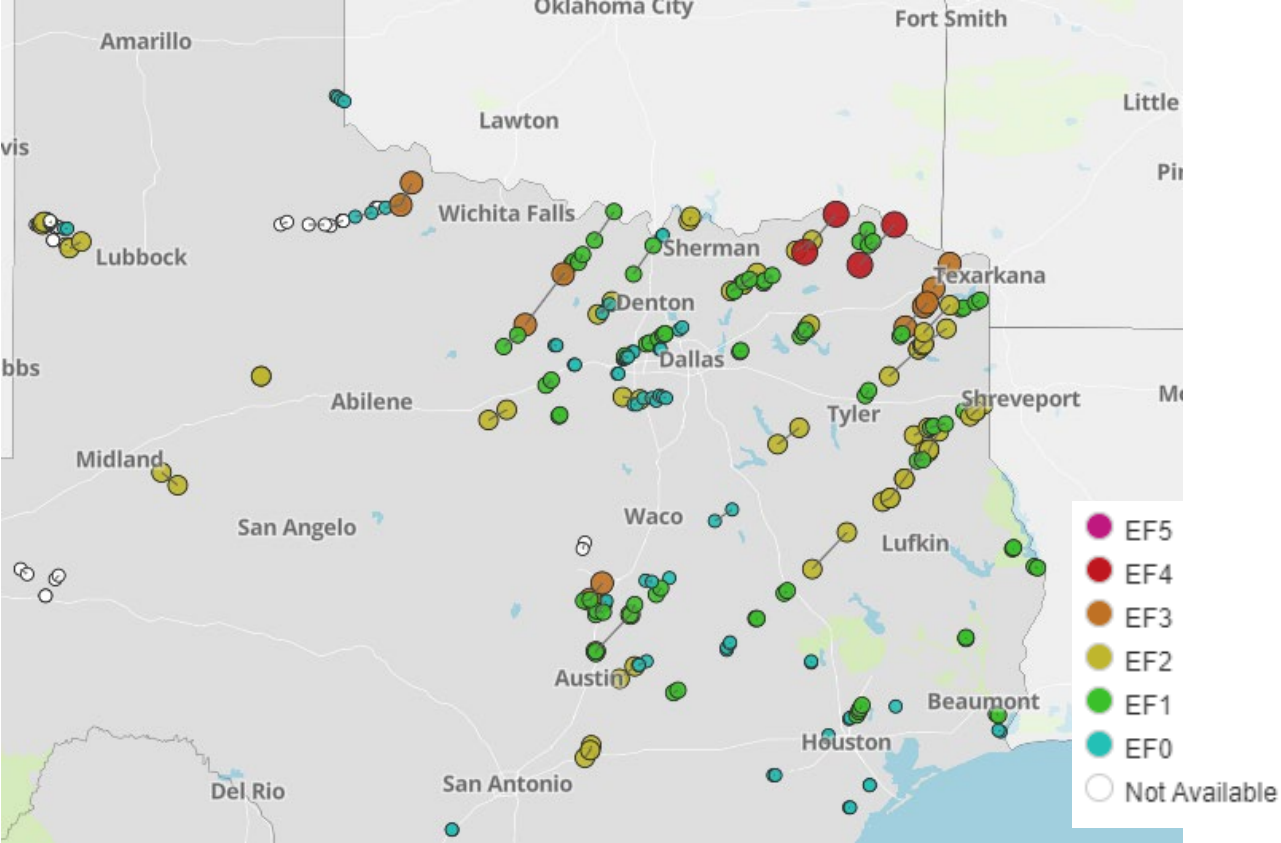 Oklahoma City
Fort Smith
Amarillo
Little
Lawton
vis
Pin
Wichita Falls
Sherman
Lubbock
Texarkana
Denton
Dallas
bbs
Abilene
Shreveport
Mo
Tyler
Midland
Waco
San Angelo
Lufkin
EF5
EF4
EF3
EF2
Austin
EF1
Beaumont
EF0
Houston
San Antonio
Del Rio
Not Available